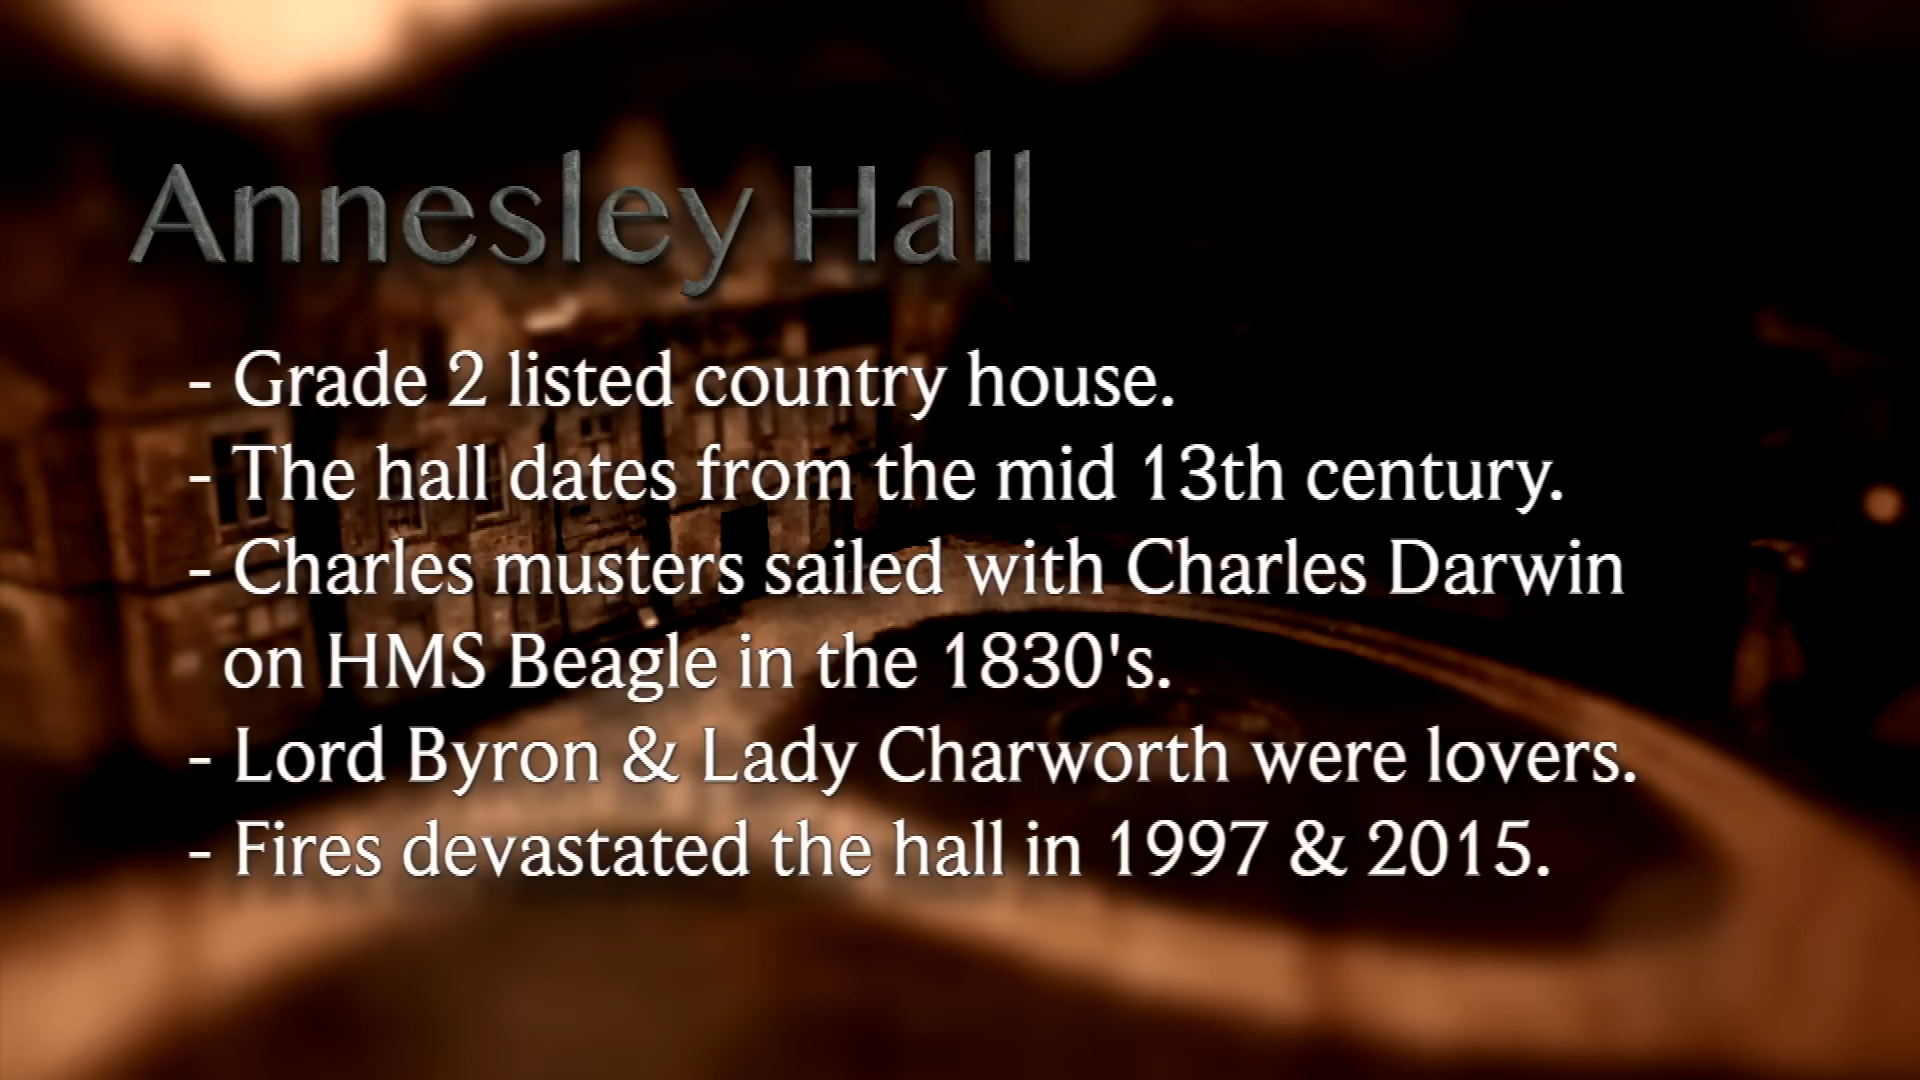 Annesley Hall
- Grade 2 listed country house.
- The hall dates from the mid 13th century.
- Charles musters sailed with Charles Darwin
on HMS Beagle in the 1830's.
- Lord Byron & Lady Charworth were lovers.
- Fires devastated the hall in 1997 & 2015.